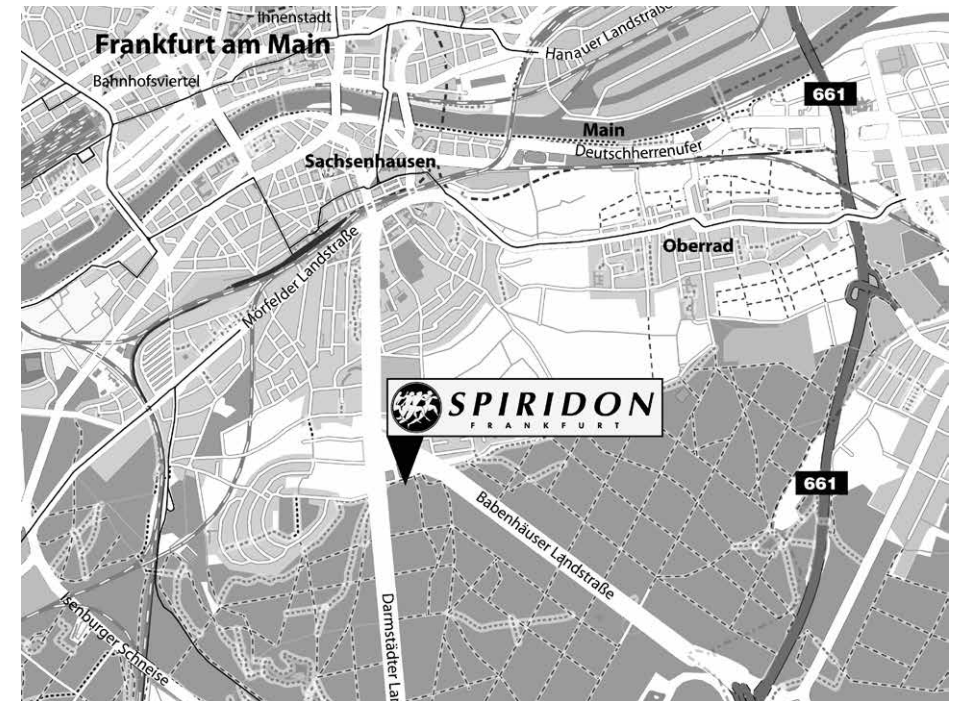 Innenstadt
Frankfurt am Main
Hanauer Landstraße
Bahnhofsviertel
661
Main
Deutschherrenufer
Sachsenhausen
Oberrad
Mörfelder Landstraße
SPIRIDON
FRANKFURT
661
Babenhäuser Landstraße
Darmstädter Lan
Isenburger Schneise